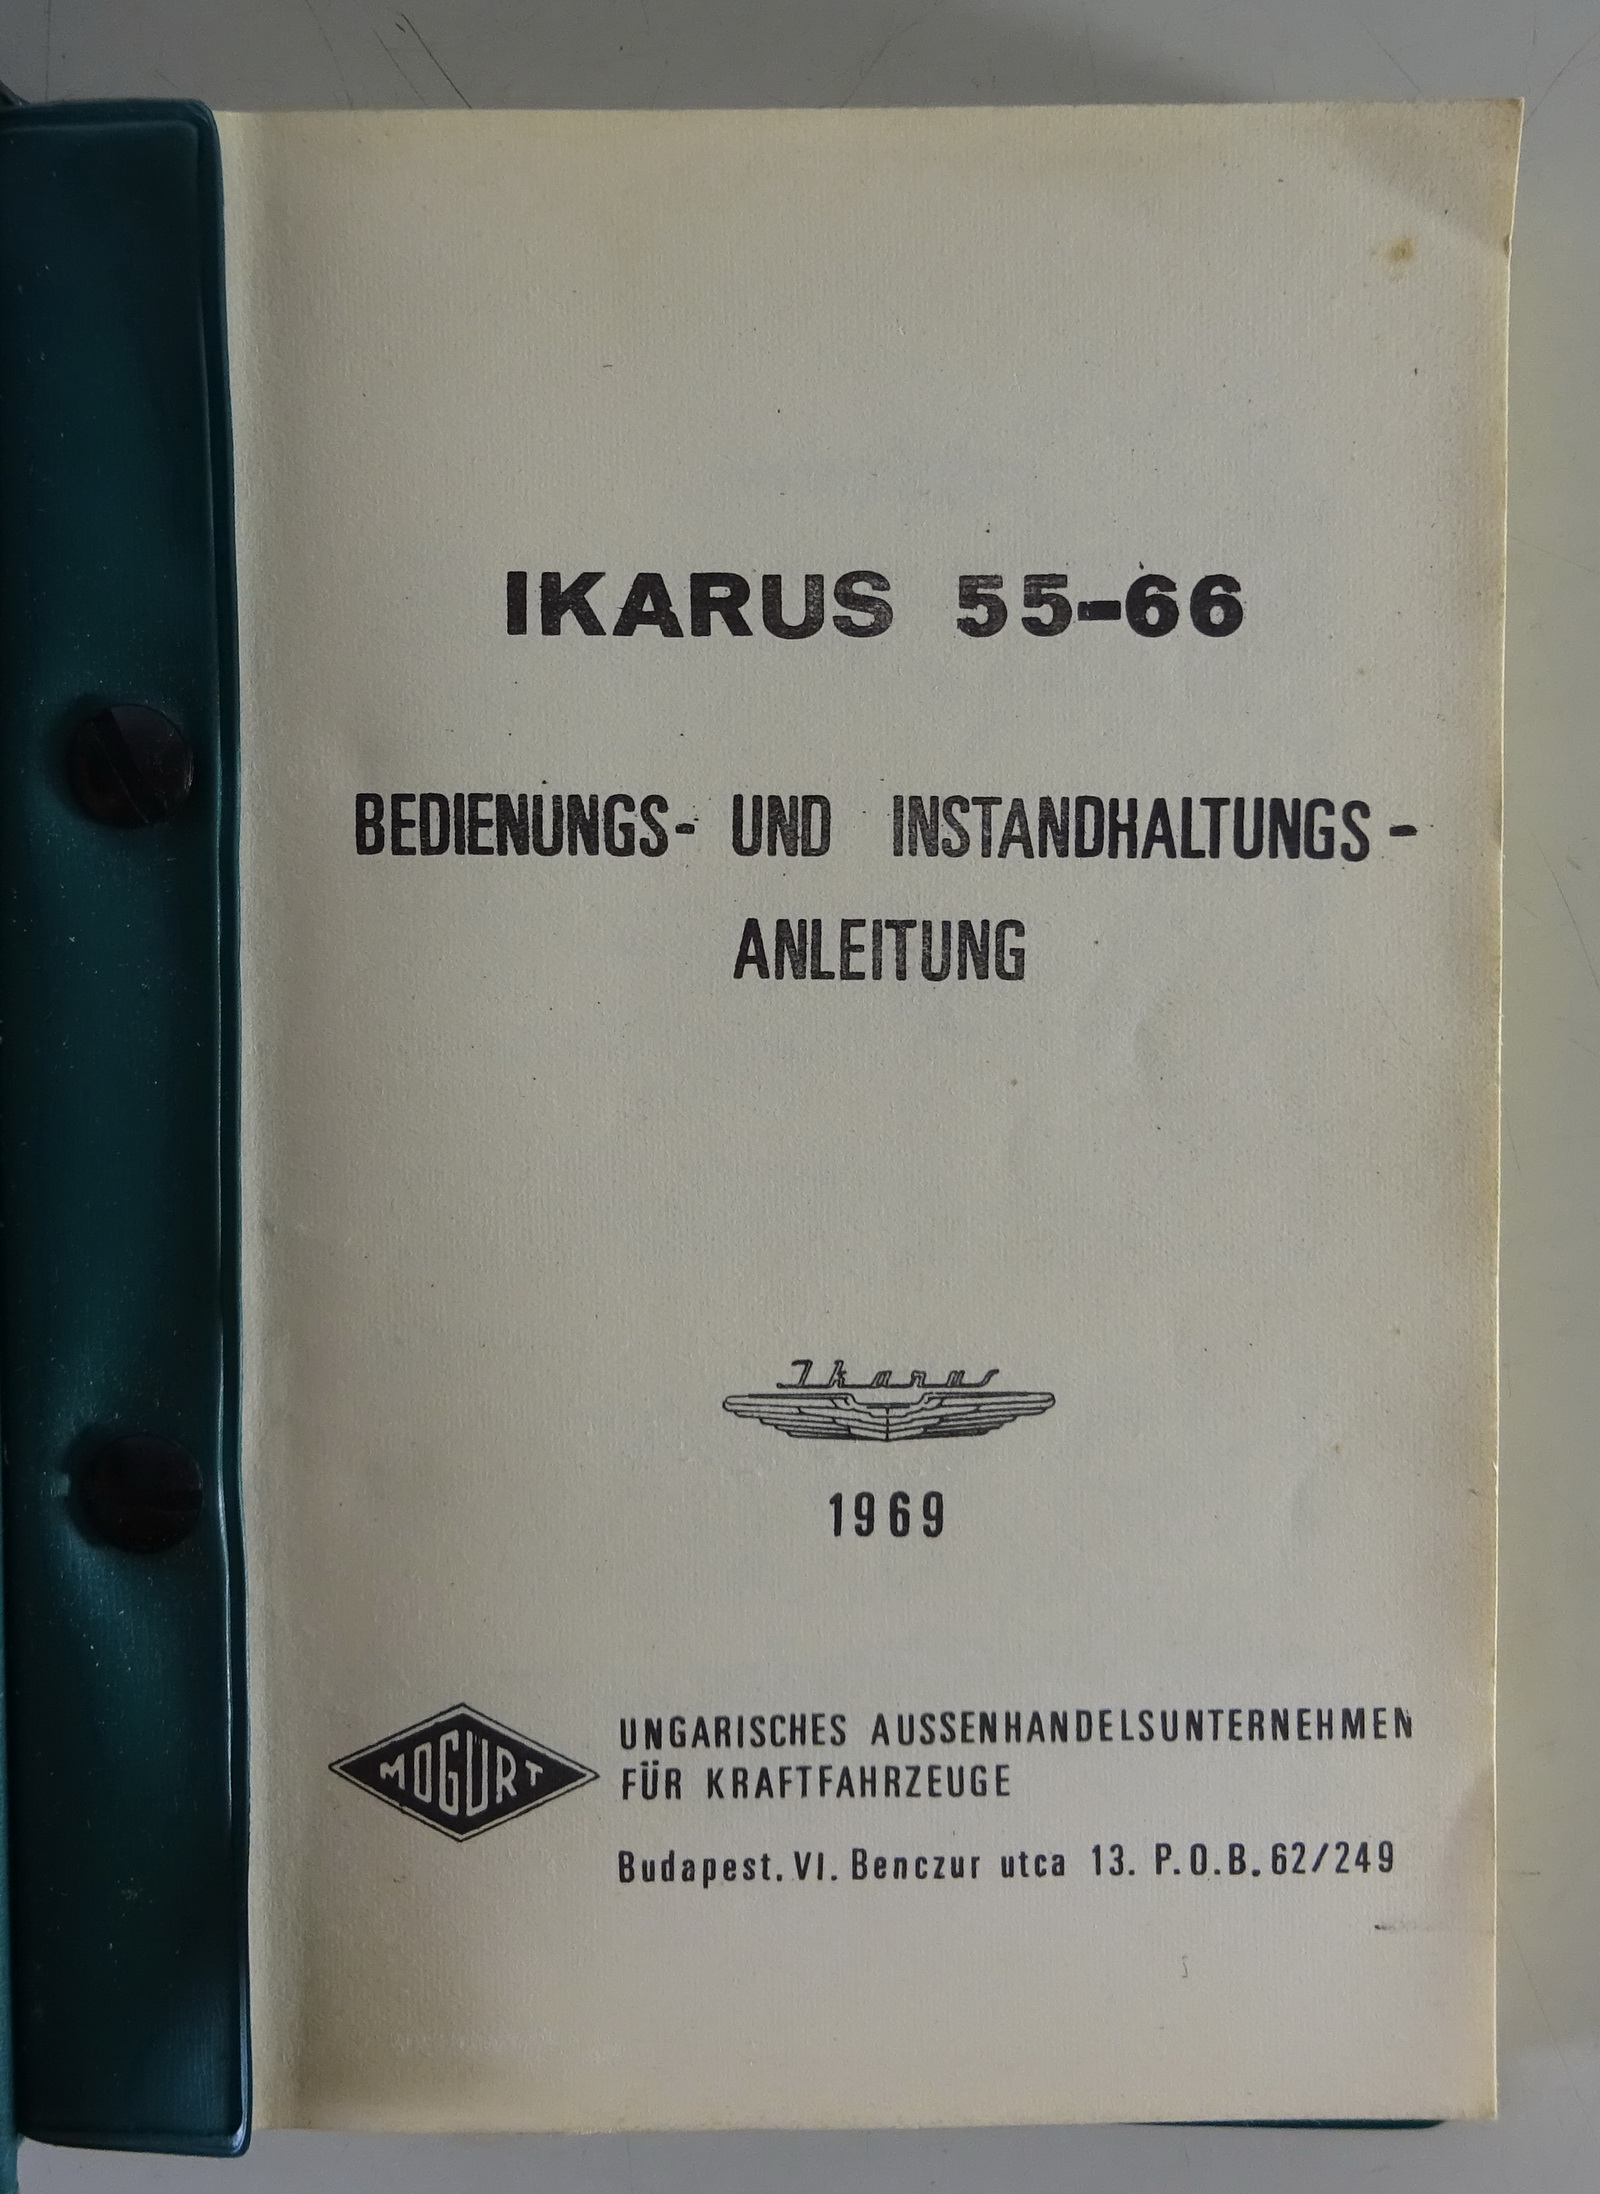 IKARUS 55-66
BEDIENUNGS- UND INSTANDHALTUNGS-
ANLEITUNG
Ikarus
1969
MOGÜRT
UNGARISCHES AUSSENHANDELSUNTERNEHMEN
FÜR KRAFTFAHRZEUGE
Budapest. VI. Benczur utca 13. P.O.B. 62/249